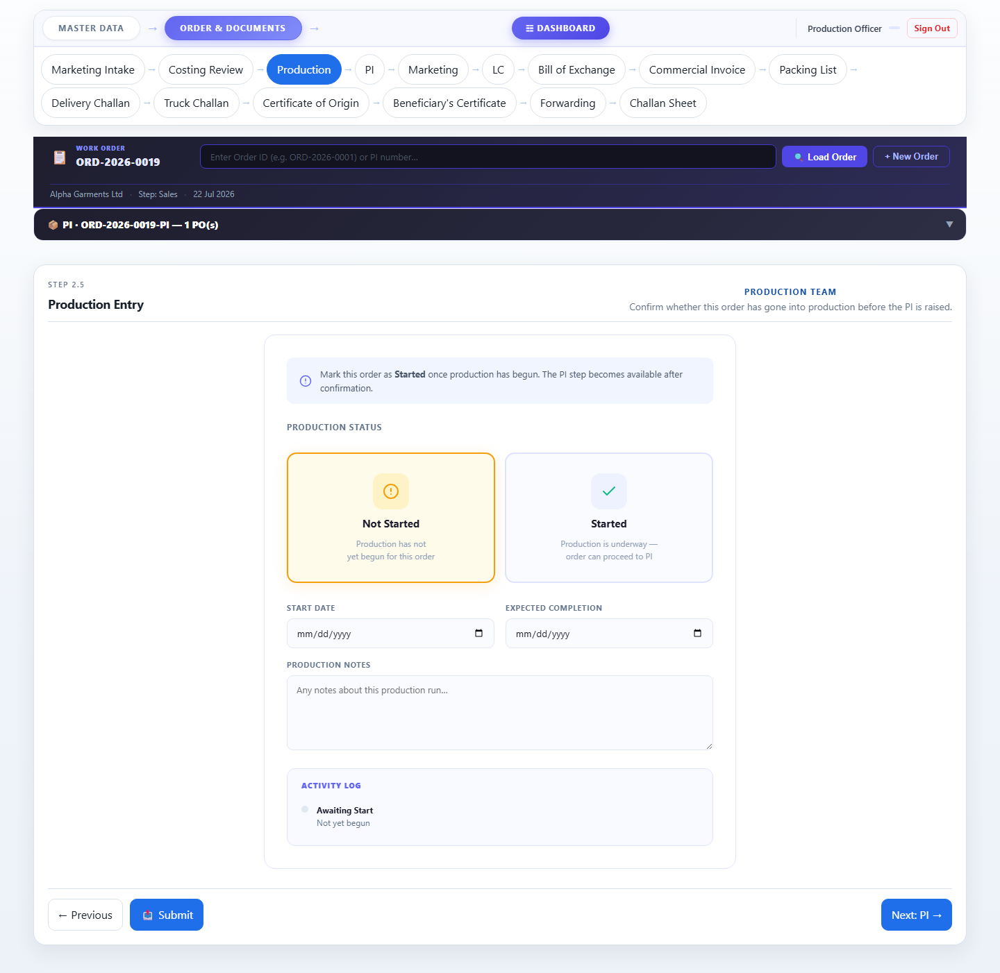 MASTER DATA → ORDER & DOCUMENTS → ☵ DASHBOARD Production Officer Sign Out
Marketing Intake → Costing Review → Production → PI → Marketing → LC → Bill of Exchange → Commercial Invoice → Packing List →
Delivery Challan → Truck Challan → Certificate of Origin → Beneficiary's Certificate → Forwarding → Challan Sheet
WORK ORDER
ORD-2026-0019
Enter Order ID (e.g. ORD-2026-0001) or PI number...
Load Order
+ New Order
Alpha Garments Ltd · Step: Sales · 22 Jul 2026
PI · ORD-2026-0019-PI — 1 PO(s) ▼
STEP 2.5
Production Entry
PRODUCTION TEAM
Confirm whether this order has gone into production before the PI is raised.
Mark this order as Started once production has begun. The PI step becomes available after
confirmation.
PRODUCTION STATUS
Not Started
Production has not
yet begun for this order
Started
Production is underway —
order can proceed to PI
START DATE
mm/dd/yyyy
EXPECTED COMPLETION
mm/dd/yyyy
PRODUCTION NOTES
Any notes about this production run...
ACTIVITY LOG
Awaiting Start
Not yet begun
← Previous
Submit
Next: PI →